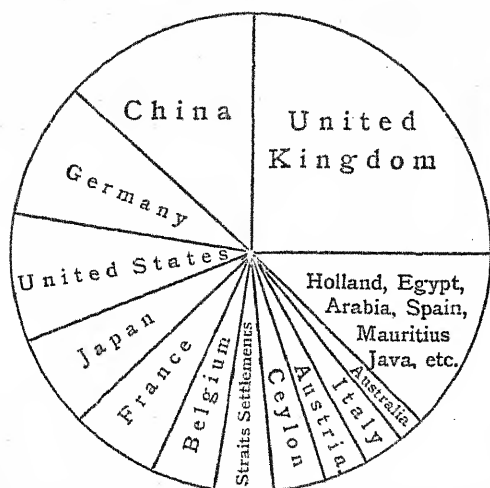 China
United
Kingdom
Germany
United States
Holland, Egypt,
Arabia, Spain,
Mauritius
Java, etc.
Japan
France
Belgium
Straits Settlements
Ceylon
Austria.
Italy
Australia